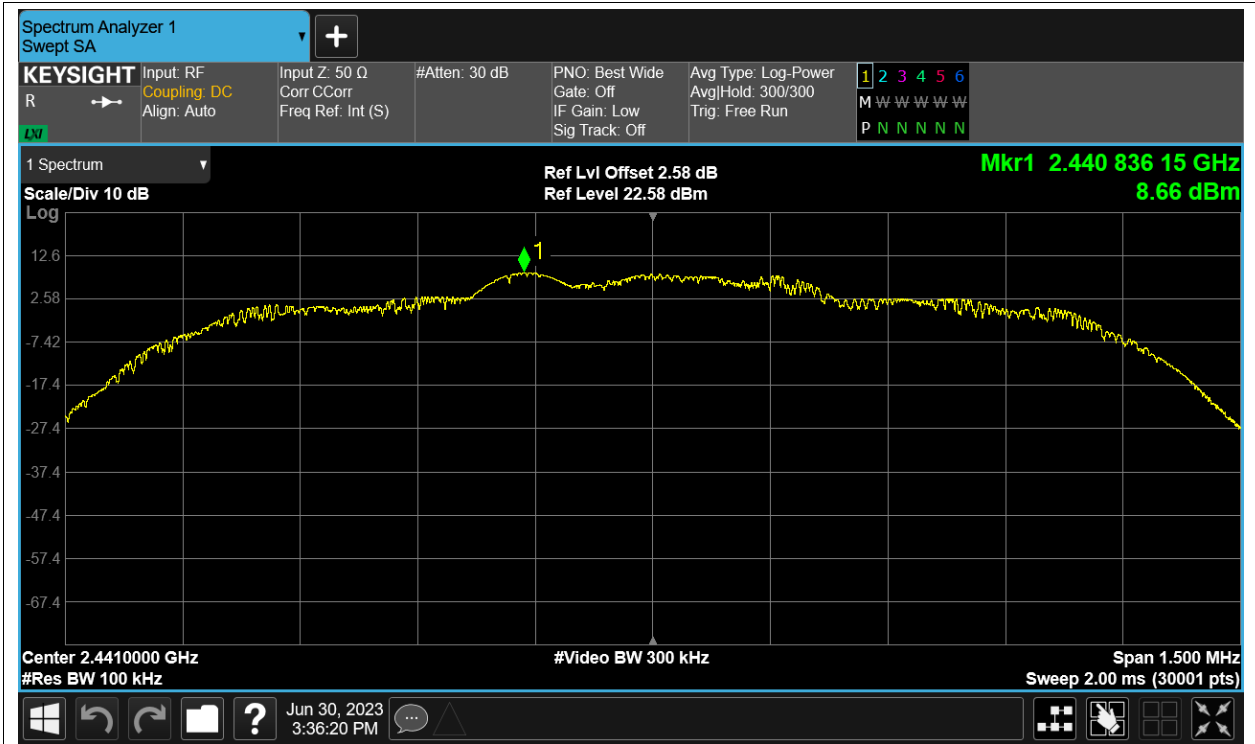 Spectrum Analyzer 1
Swept SA
KEYSIGHT
R
LXI
Input: RF
Coupling: DC
Align: Auto
Input Z: 50 Ω
Corr CCorr
Freq Ref: Int (S)
#Atten: 30 dB
PNO: Best Wide
Gate: Off
IF Gain: Low
Sig Track: Off
Avg Type: Log-Power
Avg|Hold: 300/300
Trig: Free Run
1 2 3 4 5 6
M W W W W W
P N N N N N
1 Spectrum
Scale/Div 10 dB
Log
Ref Lvl Offset 2.58 dB
Ref Level 22.58 dBm
Mkr1 2.440 836 15 GHz
8.66 dBm
1
12.6
2.58
-7.42
-17.4
-27.4
-37.4
-47.4
-57.4
-67.4
Center 2.4410000 GHz
#Res BW 100 kHz
#Video BW 300 kHz
Span 1.500 MHz
Sweep 2.00 ms (30001 pts)
?
Jun 30, 2023
3:36:20 PM